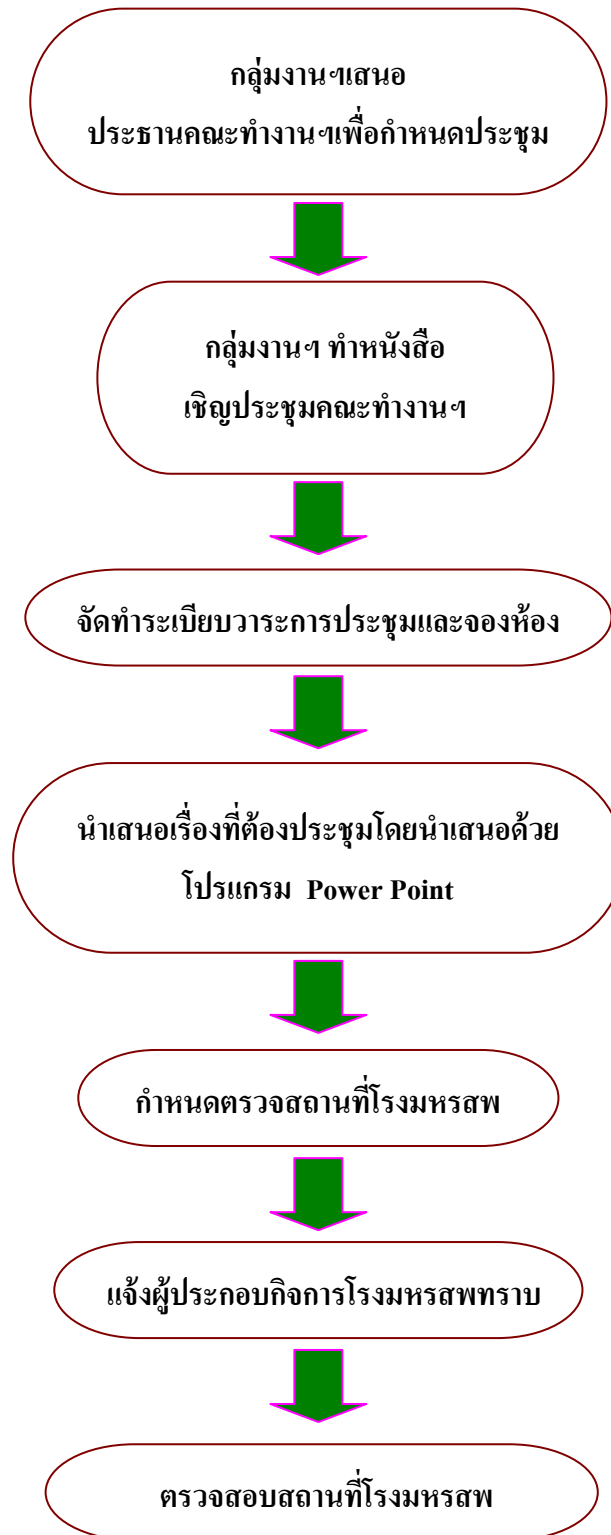 กลุ่มงานฯเสนอ
ประธานคณะทำงานฯเพื่อกำหนดประชุม
กลุ่มงานฯ ทำหนังสือ
เชิญประชุมคณะทำงานฯ
จัดทำระเบียบวาระการประชุมและจองห้อง
นำเสนอเรื่องที่ต้องประชุมโดยนำเสนอด้วย
โปรแกรม Power Point
กำหนดตรวจสถานที่โรงมหรสพ
แจ้งผู้ประกอบกิจการโรงมหรสพทราบ
ตรวจสอบสถานที่โรงมหรสพ